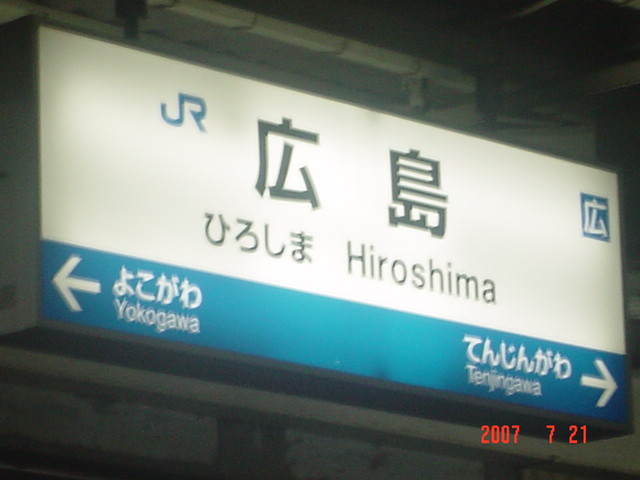 JR
広島
広
ひろしま Hiroshima
よこがわ
Yokogawa
てんじんがわ
Tenjingawa
2007 7 21